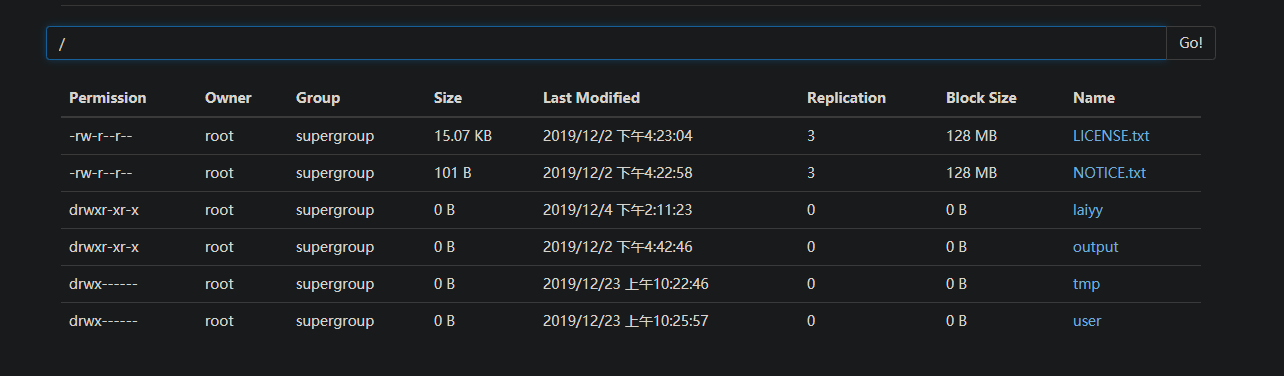 / Go!
Permission Owner Group Size Last Modified Replication Block Size Name
-rw-r--r-- root supergroup 15.07 KB 2019/12/2 下午4:23:04 3 128 MB LICENSE.txt
-rw-r--r-- root supergroup 101 B 2019/12/2 下午4:22:58 3 128 MB NOTICE.txt
drwxr-xr-x root supergroup 0 B 2019/12/4 下午2:11:23 0 0 B laiyy
drwxr-xr-x root supergroup 0 B 2019/12/2 下午4:42:46 0 0 B output
drwx------ root supergroup 0 B 2019/12/23 上午10:22:46 0 0 B tmp
drwx------ root supergroup 0 B 2019/12/23 上午10:25:57 0 0 B user